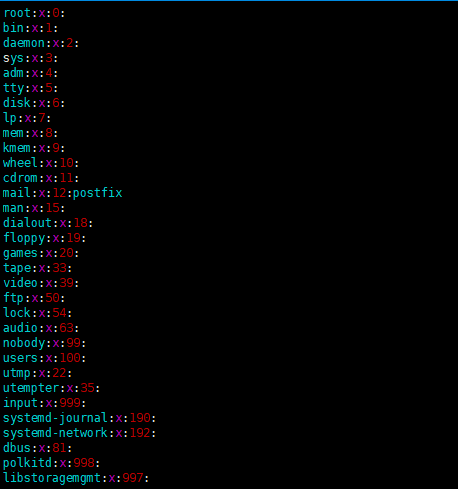 root:x:0:
bin:x:1:
daemon:x:2:
sys:x:3:
adm:x:4:
tty:x:5:
disk:x:6:
lp:x:7:
mem:x:8:
kmem:x:9:
wheel:x:10:
cdrom:x:11:
mail:x:12:postfix
man:x:15:
dialout:x:18:
floppy:x:19:
games:x:20:
tape:x:33:
video:x:39:
ftp:x:50:
lock:x:54:
audio:x:63:
nobody:x:99:
users:x:100:
utmp:x:22:
utempter:x:35:
input:x:999:
systemd-journal:x:190:
systemd-network:x:192:
dbus:x:81:
polkitd:x:998:
libstoragemgmt:x:997: